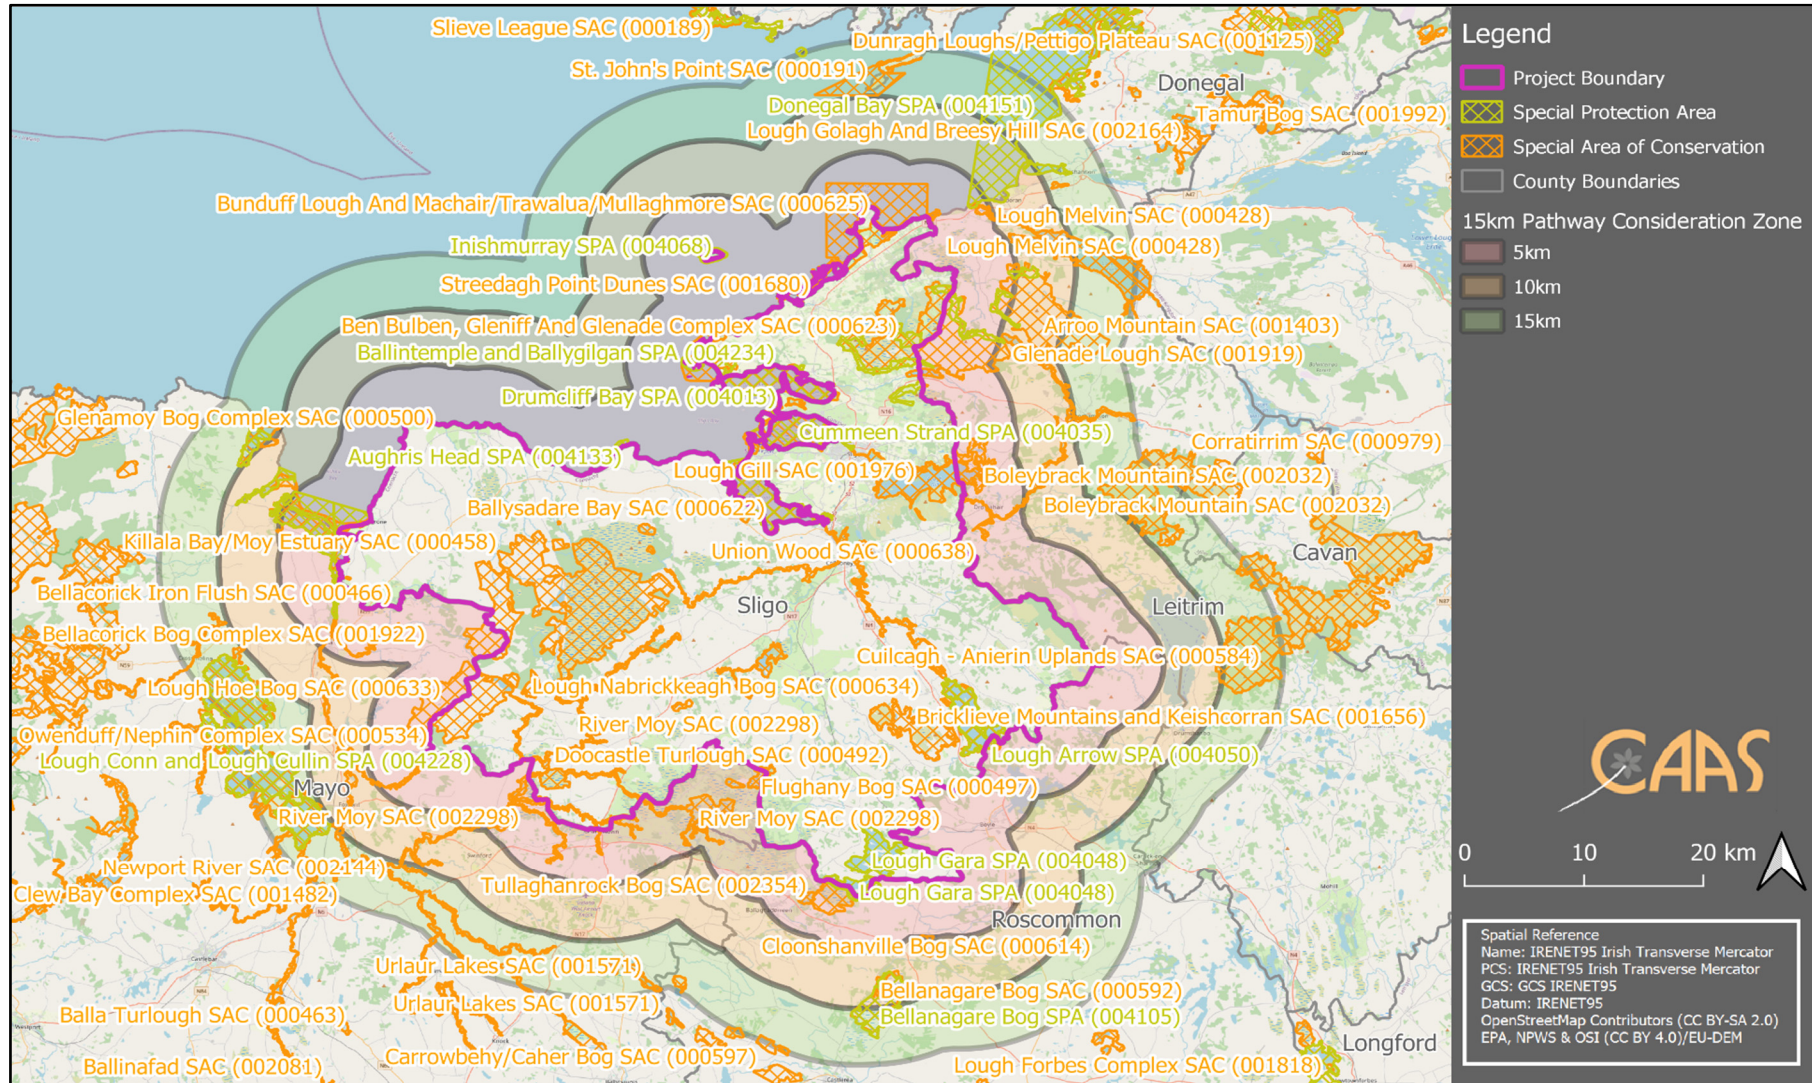 Slieve League SAC (000189)
Dunragh Loughs/Pettigo Plateau SAC (001125)
St. John's Point SAC (000191)
Donegal
Donegal Bay SPA (004151)
Tamur Bog SAC (001992)
Lough Golagh And Breesy Hill SAC (002164)
Bunduff Lough And Machair/Trawalua/Mullaghmore SAC (000625)
Lough Melvin SAC (000428)
Inishmurray SPA (004068)
Lough Melvin SAC (000428)
Streedagh Point Dunes SAC (001680)
Ben Bulben, Gleniff And Glenade Complex SAC (000623)
Arroo Mountain SAC (001403)
Ballintemple and Ballygilgan SPA (004234)
Glenade Lough SAC (001919)
Drumcliff Bay SPA (004013)
Glenamoy Bog Complex SAC (000500)
Cummeen Strand SPA (004035)
Corratirrim SAC (000979)
Aughris Head SPA (004133)
Lough Gill SAC (001976)
Boleybrack Mountain SAC (002032)
Ballysadare Bay SAC (000622)
Boleybrack Mountain SAC (002032)
Killala Bay/Moy Estuary SAC (000458)
Union Wood SAC (000638)
Cavan
Bellacorick Iron Flush SAC (000466)
Sligo
Leitrim
Bellacorick Bog Complex SAC (001922)
Cuilcagh - Anierin Uplands SAC (000584)
Lough Hoe Bog SAC (000633)
Lough Nabrickkeagh Bog SAC (000634)
River Moy SAC (002298)
Bricklieve Mountains and Keishcorran SAC (001656)
Owenduff/Nephin Complex SAC (000534)
Doocastle Turlough SAC (000492)
Lough Arrow SPA (004050)
Lough Conn and Lough Cullin SPA (004228)
Mayo
Flughany Bog SAC (000497)
River Moy SAC (002298)
River Moy SAC (002298)
Newport River SAC (002144)
Lough Gara SPA (004048)
Clew Bay Complex SAC (001482)
Tullaghanrock Bog SAC (002354)
Lough Gara SPA (004048)
Roscommon
Cloonshanville Bog SAC (000614)
Urlaur Lakes SAC (001571)
Bellanagare Bog SAC (000592)
Urlaur Lakes SAC (001571)
Balla Turlough SAC (000463)
Bellanagare Bog SPA (004105)
Longford
Carrowbehy/Caher Bog SAC (000597)
Ballinafad SAC (002081)
Lough Forbes Complex SAC (001818)
Legend
Project Boundary
Special Protection Area
Special Area of Conservation
County Boundaries
15km Pathway Consideration Zone
5km
10km
15km
CAAS
0 10 20 km
Spatial Reference
Name: IRENET95 Irish Transverse Mercator
PCS: IRENET95 Irish Transverse Mercator
GCS: GCS IRENET95
Datum: IRENET95
OpenStreetMap Contributors (CC BY-SA 2.0)
EPA, NPWS & OSI (CC BY 4.0)/EU-DEM